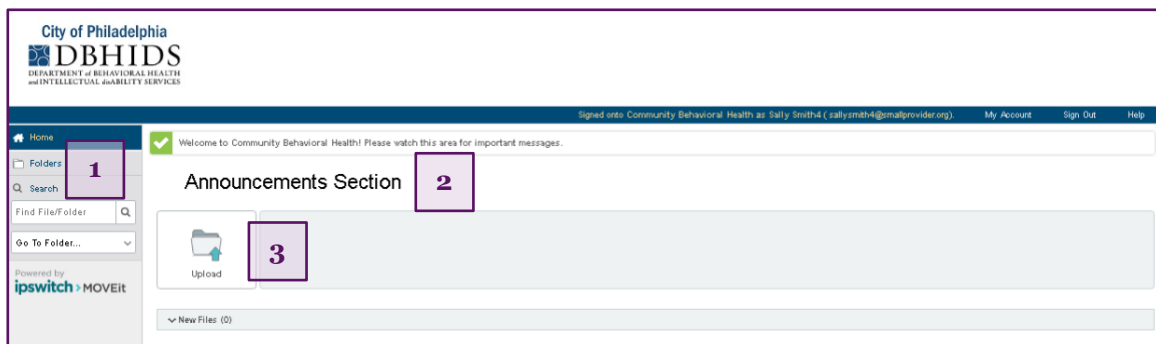 City of Philadelphia
DBHIDS
DEPARTMENT of BEHAVIORAL HEALTH
and INTELLECTUAL disABILITY SERVICES
Signed onto Community Behavioral Health as Sally Smith4 (sallysmith4@smallprovider.org). My Account Sign Out Help
Home
Folders
1
Search
Find File/Folder
Go To Folder...
Powered by
ipswitch > MOVEit
Welcome to Community Behavioral Health! Please watch this area for important messages.
Announcements Section 2
Upload
3
New Files (0)